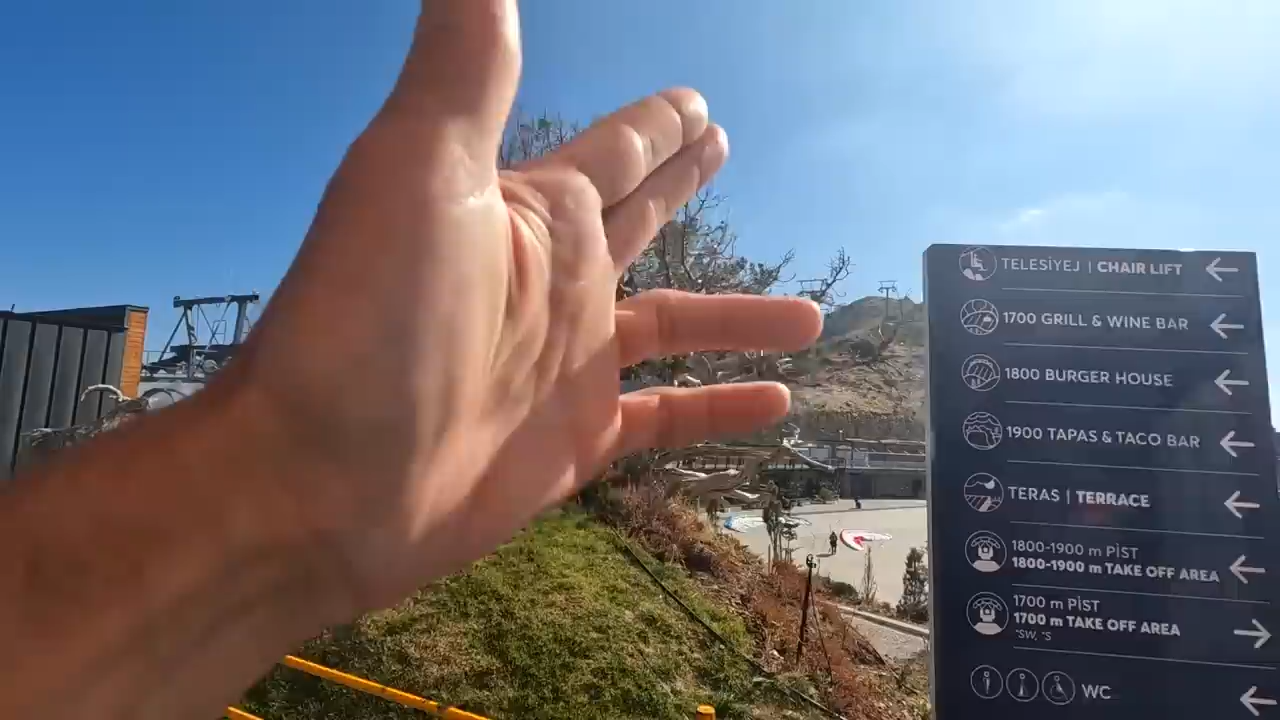 TELESİYEJ | CHAIR LIFT
1700 GRILL & WINE BAR
1800 BURGER HOUSE
1900 TAPAS & TACO BAR
TERAS | TERRACE
1800-1900 m PİST
1800-1900 m TAKE OFF AREA
1700 m PİST
1700 m TAKE OFF AREA
*SW, *S
WC